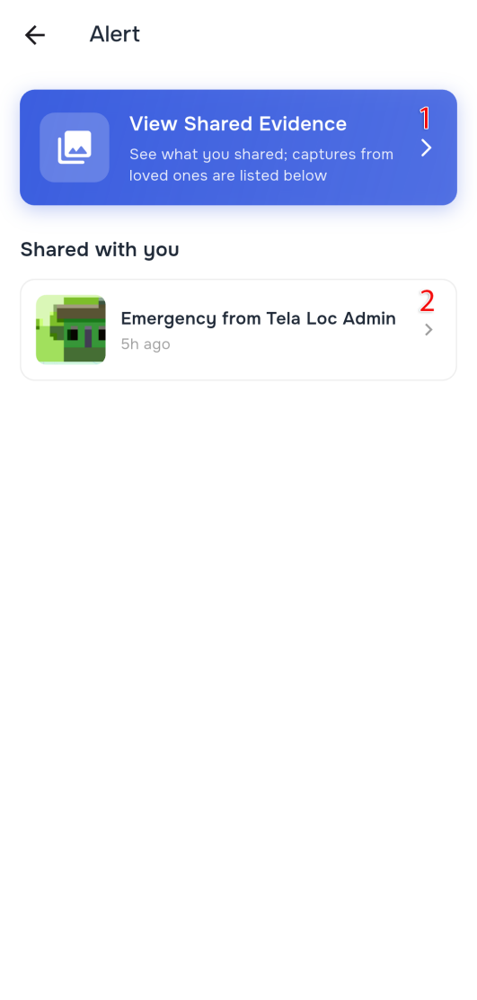 Alert
View Shared Evidence
1
See what you shared; captures from
loved ones are listed below
Shared with you
2
Emergency from Tela Loc Admin
5h ago